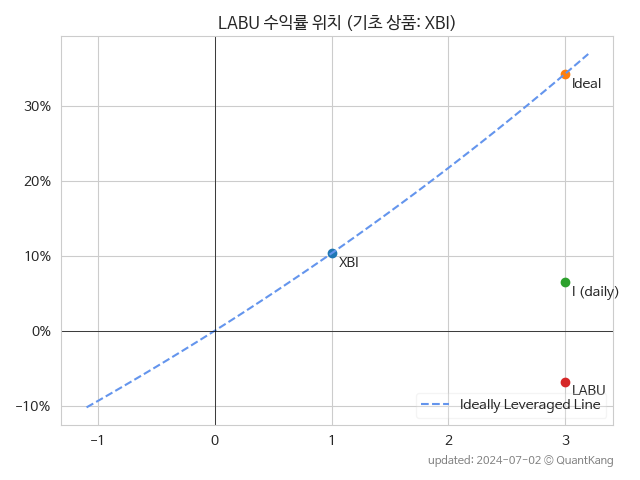 LABU 수익률 위치 (기초 상품: XBI)
30%
20%
10%
0%
−10%
Ideal
XBI
I (daily)
LABU
Ideally Leveraged Line
−1
0
1
2
3
updated: 2024-07-02 © QuantKang